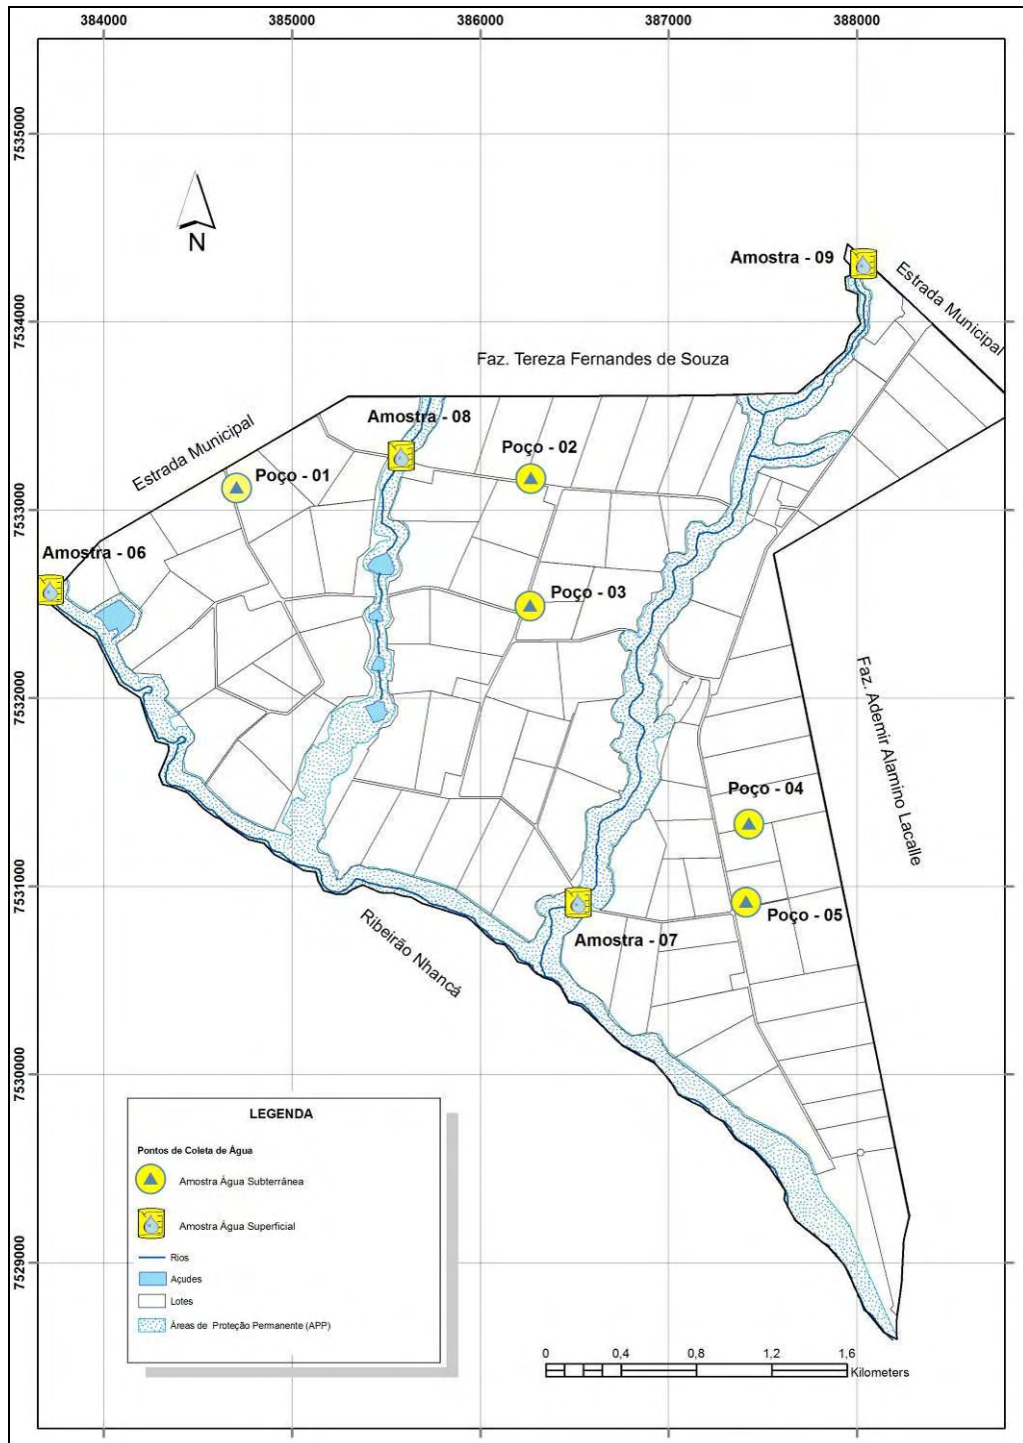 384000 385000 386000 387000 388000
7535000
N
Amostra - 09
Estrada Municipal
7534000
Faz. Tereza Fernandes de Souza
Estrada Municipal
Amostra - 08
Poço - 02
Poço - 01
7533000
Amostra - 06
Poço - 03
7532000
Faz. Ademir Alamino Lacalle
Poço - 04
7531000
Poço - 05
Amostra - 07
Ribeirão Nhancá
7530000
LEGENDA
Pontos de Coleta de Água
Amostra Água Subterrânea
Amostra Água Superficial
Rios
Açudes
Lotes
Áreas de Proteção Permanente (APP)
7529000
0 0,4 0,8 1,2 1,6
Kilometers